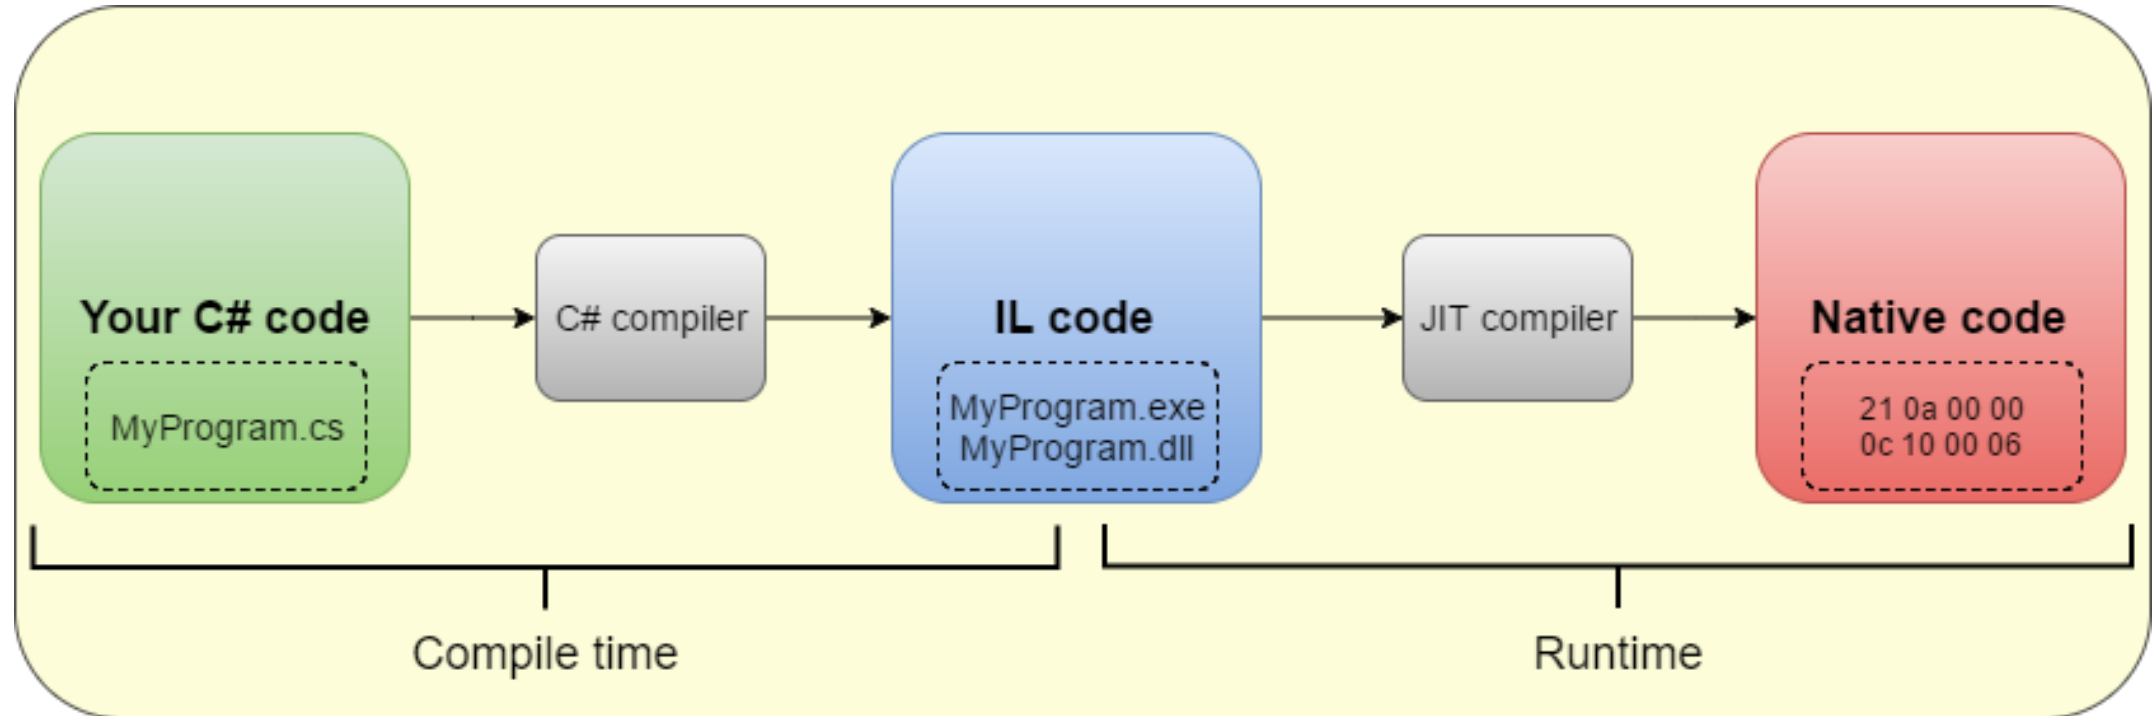 Your C# code
MyProgram.cs
C# compiler
IL code
MyProgram.exe
MyProgram.dll
JIT compiler
Native code
21 0a 00 00
0c 10 00 06
Compile time
Runtime